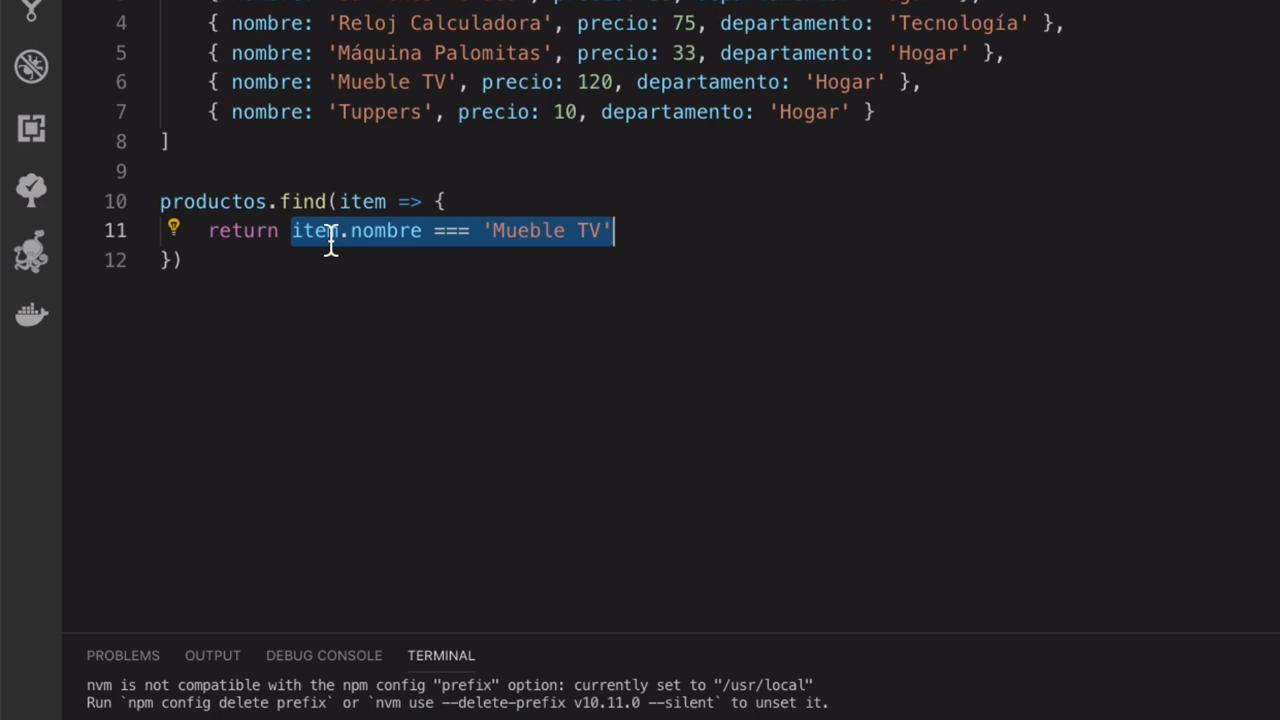 4 { nombre: 'Reloj Calculadora', precio: 75, departamento: 'Tecnología' },
5 { nombre: 'Máquina Palomitas', precio: 33, departamento: 'Hogar' },
6 { nombre: 'Mueble TV', precio: 120, departamento: 'Hogar' },
7 { nombre: 'Tuppers', precio: 10, departamento: 'Hogar' }
8 ]
9
10 productos.find(item => {
11 return item.nombre === 'Mueble TV'
12 })
PROBLEMS OUTPUT DEBUG CONSOLE TERMINAL
nvm is not compatible with the npm config "prefix" option: currently set to "/usr/local"
Run `npm config delete prefix` or `nvm use --delete-prefix v10.11.0 --silent` to unset it.